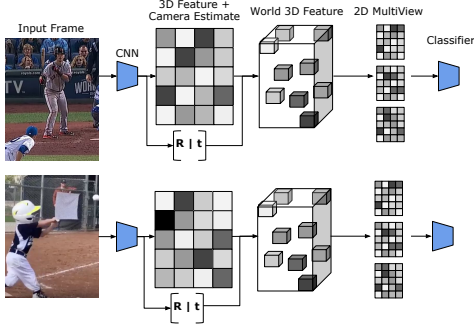 3D Feature +
Camera Estimate
World 3D Feature
2D MultiView
Input Frame
CNN
Classifier
R | t
R | t